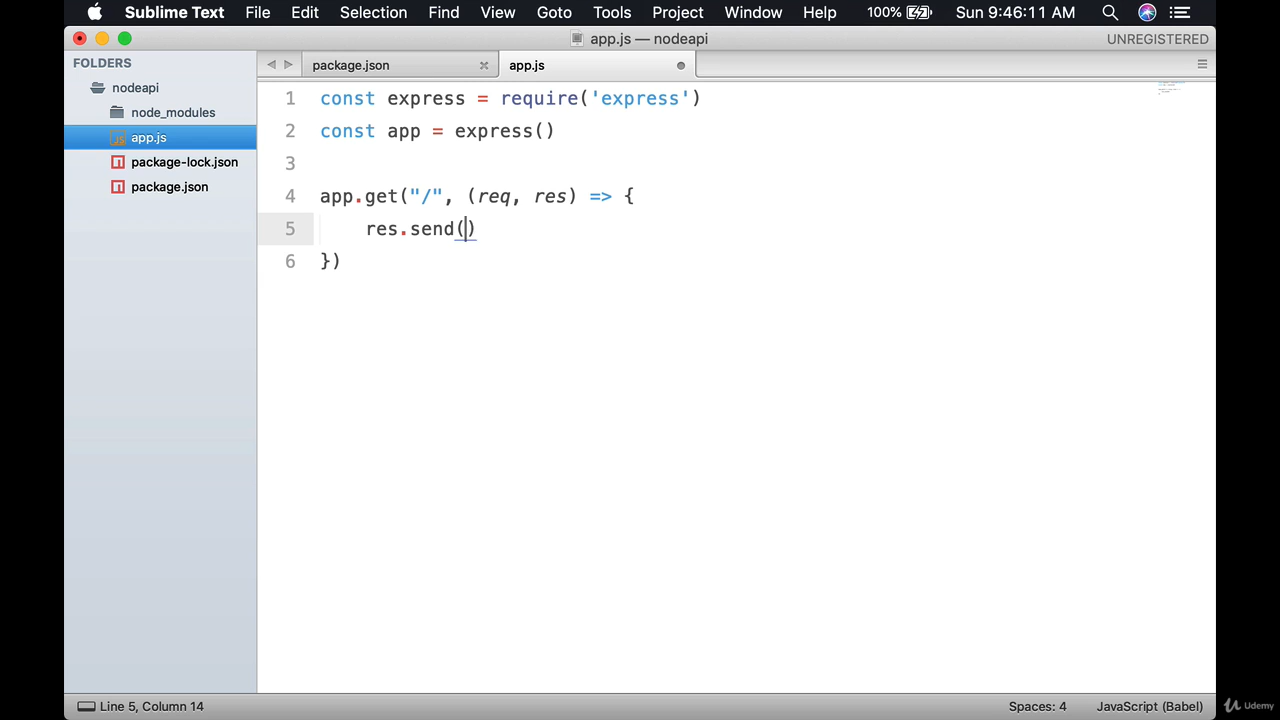 Sublime Text File Edit Selection Find View Goto Tools Project Window Help 100% Sun 9:46:11 AM
app.js — nodeapi UNREGISTERED
FOLDERS
nodeapi
node_modules
app.js
package-lock.json
package.json
package.json app.js
1 const express = require('express')
2 const app = express()
3
4 app.get("/", (req, res) => {
5 res.send()
6 })
Line 5, Column 14 Spaces: 4 JavaScript (Babel)
Udemy